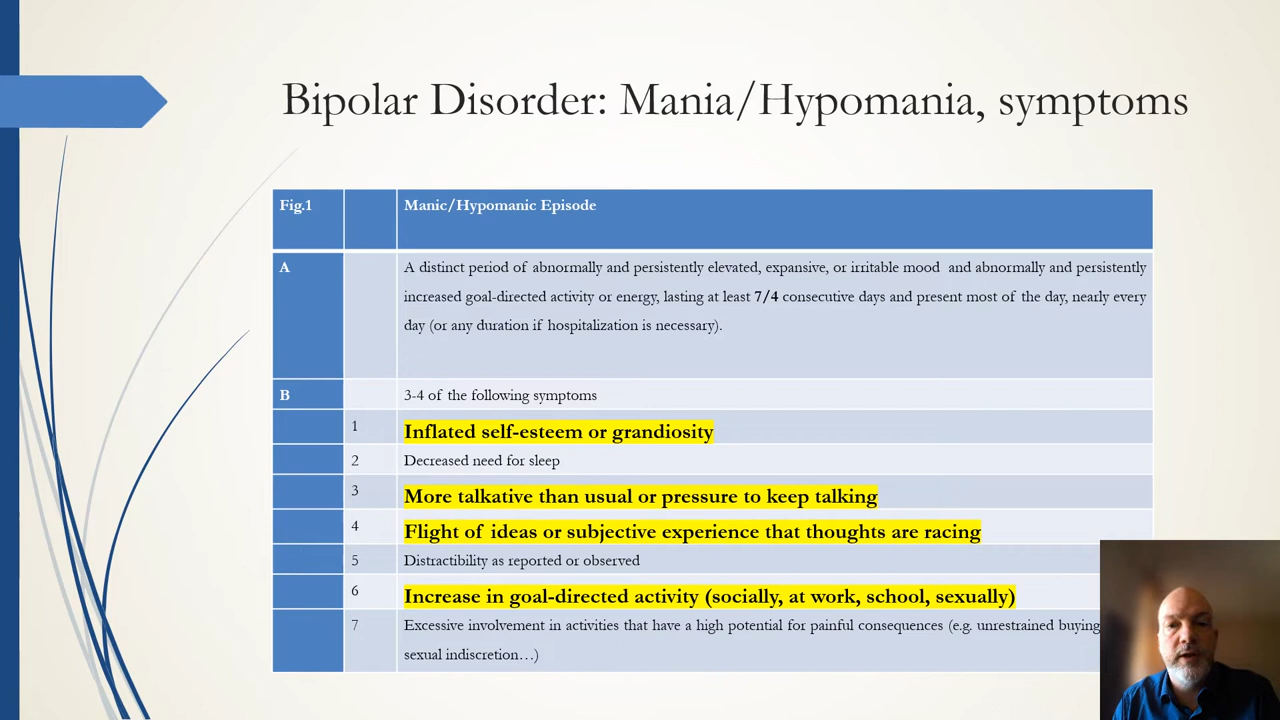 Bipolar Disorder: Mania/Hypomania, symptoms
Fig.1 Manic/Hypomanic Episode
A A distinct period of abnormally and persistently elevated, expansive, or irritable mood and abnormally and persistently
increased goal-directed activity or energy, lasting at least 7/4 consecutive days and present most of the day, nearly every
day (or any duration if hospitalization is necessary).
B 3-4 of the following symptoms
1 Inflated self-esteem or grandiosity
2 Decreased need for sleep
3 More talkative than usual or pressure to keep talking
4 Flight of ideas or subjective experience that thoughts are racing
5 Distractibility as reported or observed
6 Increase in goal-directed activity (socially, at work, school, sexually)
7 Excessive involvement in activities that have a high potential for painful consequences (e.g. unrestrained buying
sexual indiscretion…)